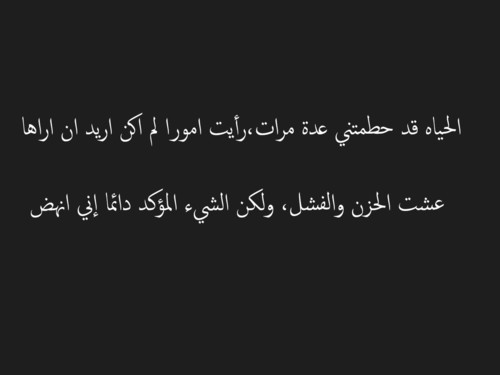 الحياه قد حطمتني عدة مرات،رأيت امورا لم اكن اريد ان اراها
عشت الحزن والفشل، ولكن الشيء المؤكد دائما إني انهض